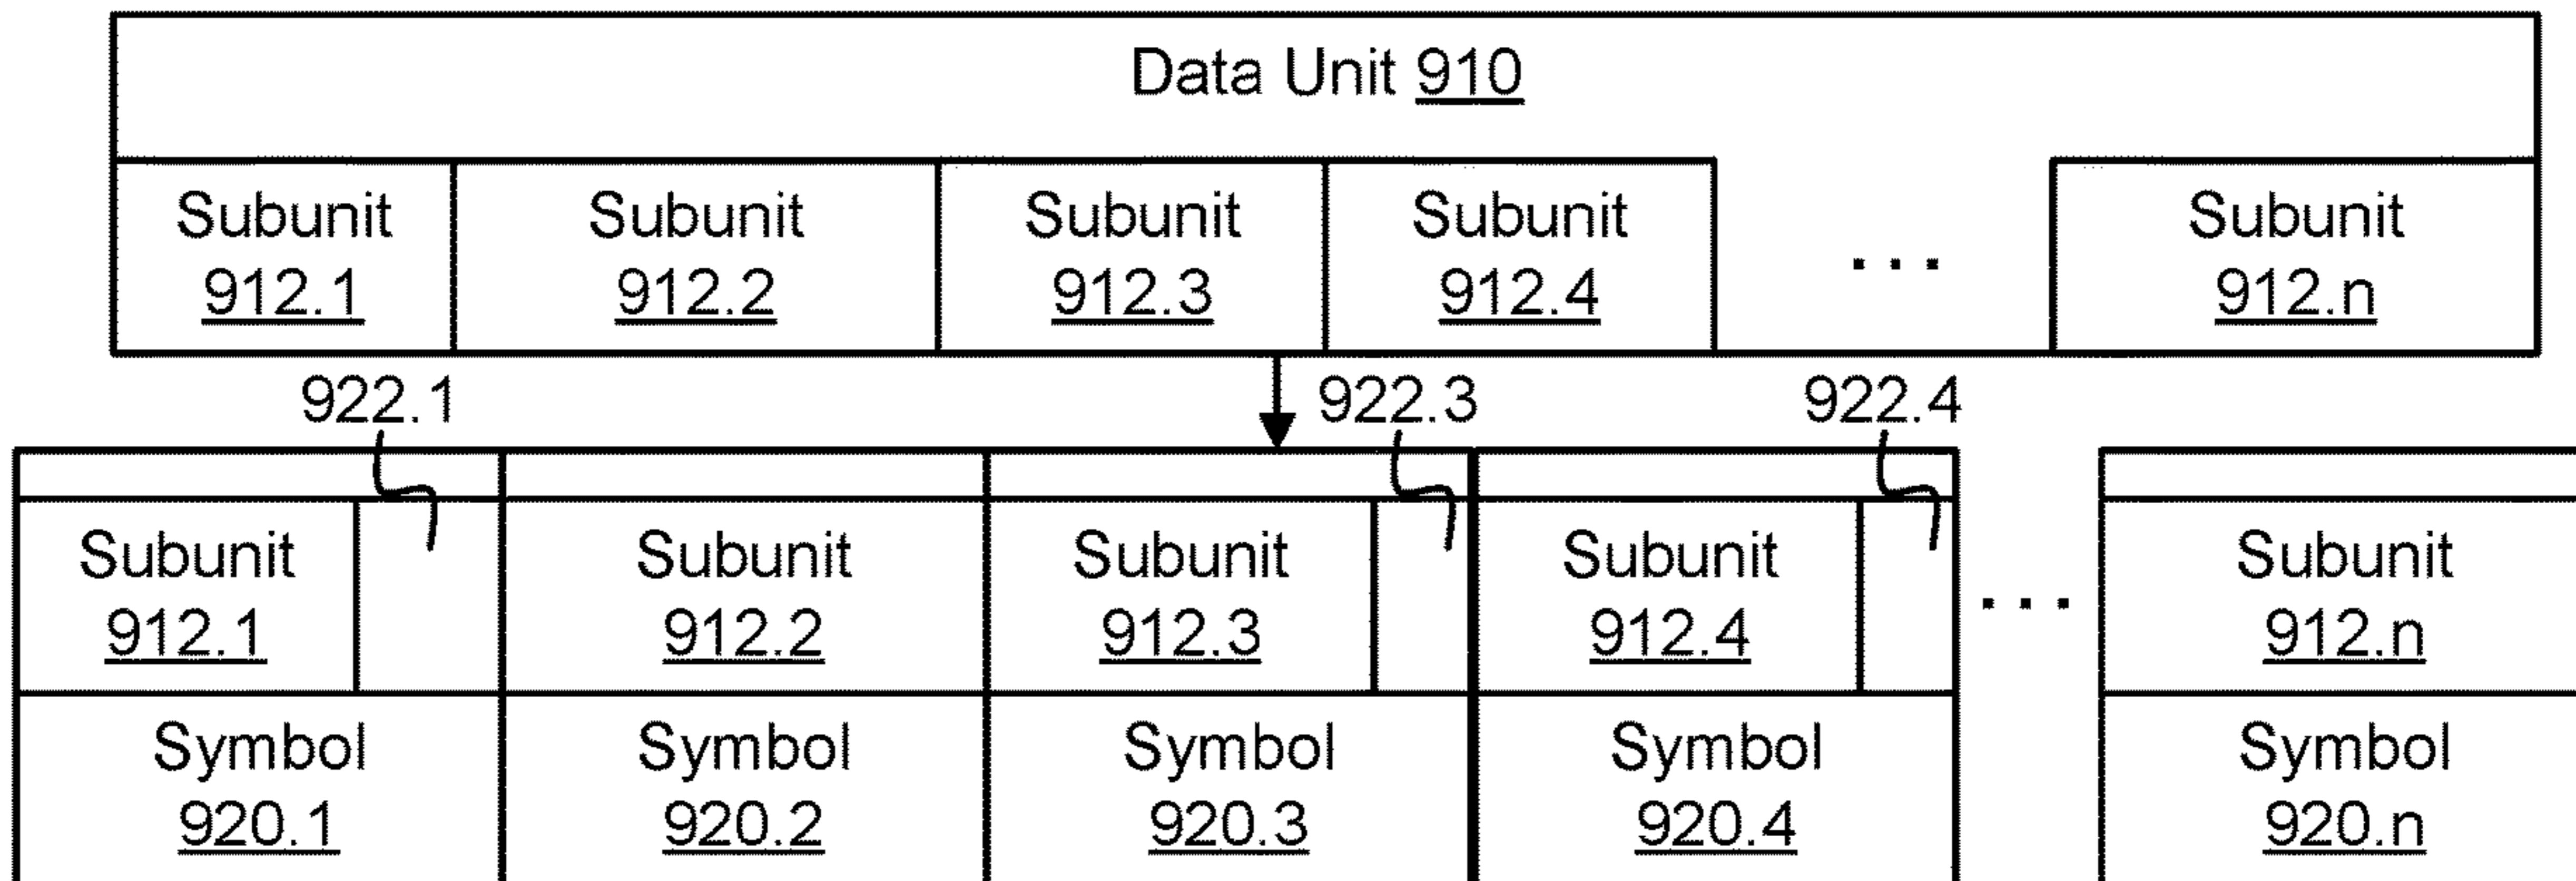 Data Unit 910
Subunit Subunit Subunit Subunit Subunit
912.1 912.2 912.3 912.4 ... 912.n
922.1 922.3 922.4
Subunit Subunit Subunit Subunit Subunit
912.1 912.2 912.3 912.4 ... 912.n
Symbol Symbol Symbol Symbol Symbol
920.1 920.2 920.3 920.4 920.n